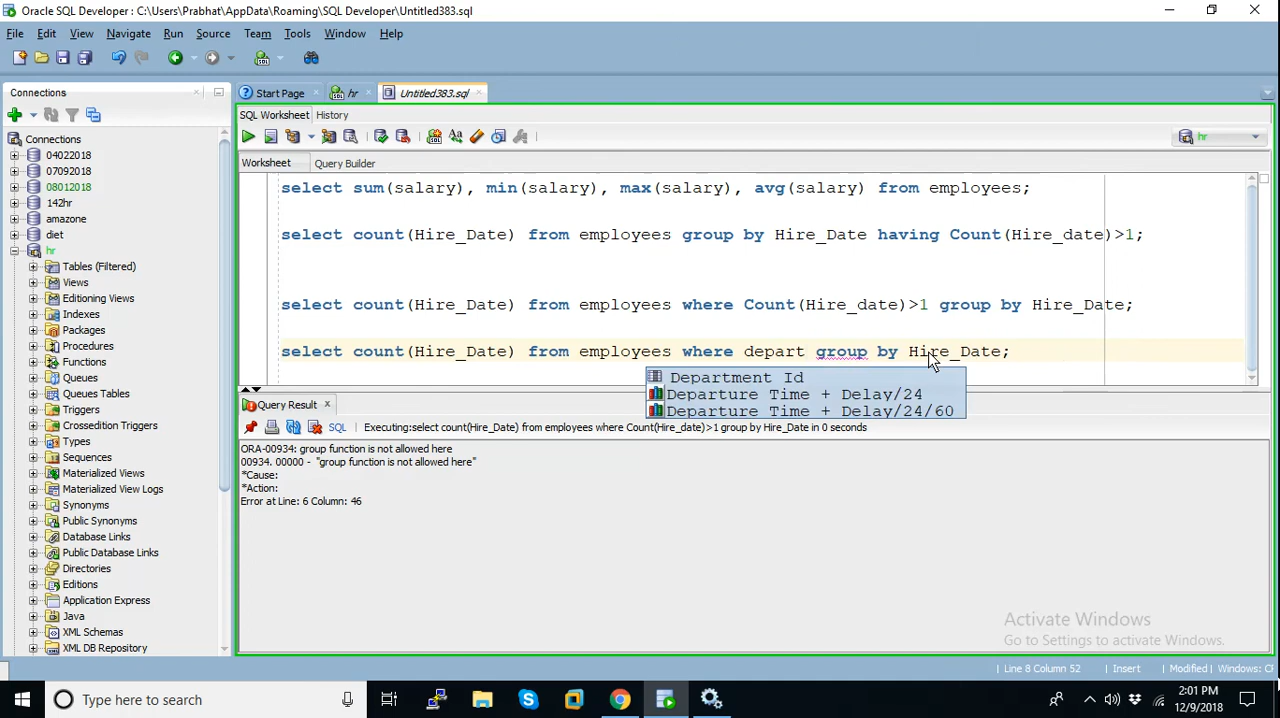 Oracle SQL Developer : C:\Users\Prabhat\AppData\Roaming\SQL Developer\Untitled383.sql
File Edit View Navigate Run Source Team Tools Window Help
Connections
Start Page hr Untitled383.sql
SQL Worksheet History
hr
Worksheet Query Builder
Connections
04022018
07092018
08012018
142hr
amazone
diet
hr
Tables (Filtered)
Views
Editioning Views
Indexes
Packages
Procedures
Functions
Queues
Queues Tables
Triggers
Crossedition Triggers
Types
Sequences
Materialized Views
Materialized View Logs
Synonyms
Public Synonyms
Database Links
Public Database Links
Directories
Editions
Application Express
Java
XML Schemas
XML DB Repository
select sum(salary), min(salary), max(salary), avg(salary) from employees;
select count(Hire_Date) from employees group by Hire_Date having Count(Hire_date)>1;
select count(Hire_Date) from employees where Count(Hire_date)>1 group by Hire_Date;
select count(Hire_Date) from employees where depart group by Hire_Date;
Department Id
Departure Time + Delay/24
Departure Time + Delay/24/60
Query Result
SQL Executing:select count(Hire_Date) from employees where Count(Hire_date)>1 group by Hire_Date in 0 seconds
ORA-00934: group function is not allowed here
00934. 00000 - "group function is not allowed here"
*Cause:
*Action:
Error at Line: 6 Column: 46
Activate Windows
Go to Settings to activate Windows.
Line 8 Column 52 Insert Modified Windows:
Type here to search
2:01 PM
12/9/2018